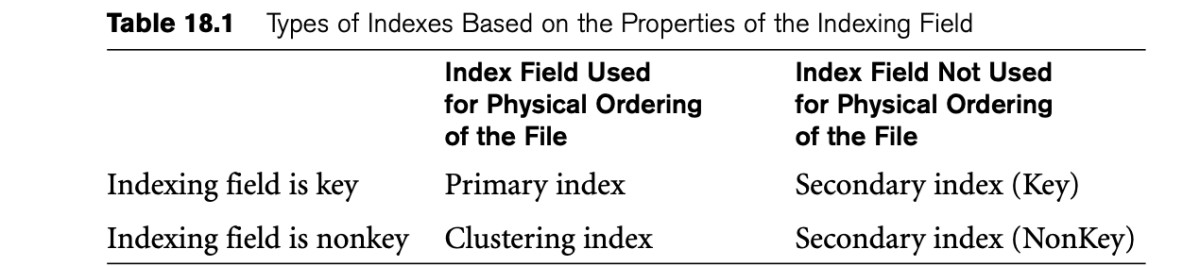 Table 18.1 Types of Indexes Based on the Properties of the Indexing Field
Index Field Used for Physical Ordering of the File
Index Field Not Used for Physical Ordering of the File
Indexing field is key Primary index Secondary index (Key)
Indexing field is nonkey Clustering index Secondary index (NonKey)